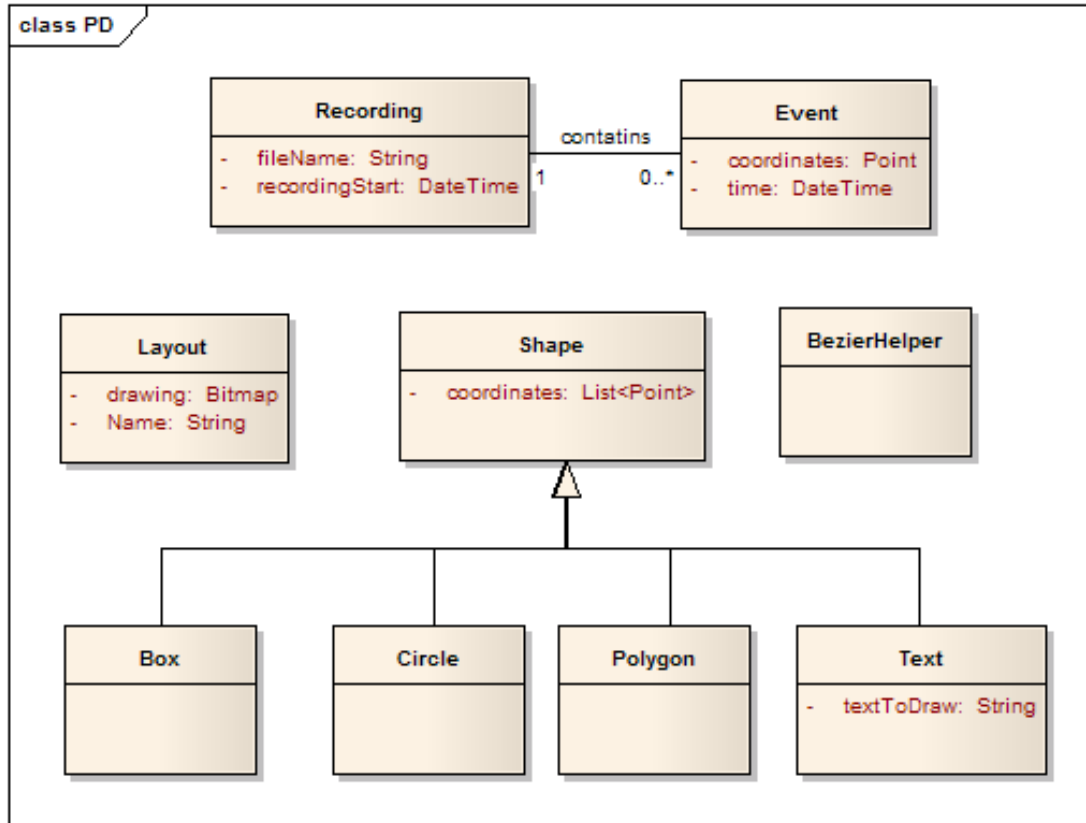 class PD
Recording
- fileName: String
- recordingStart: DateTime
contatins
1
0..*
Event
- coordinates: Point
- time: DateTime
Layout
- drawing: Bitmap
- Name: String
Shape
- coordinates: List<Point>
BezierHelper
Box
Circle
Polygon
Text
- textToDraw: String